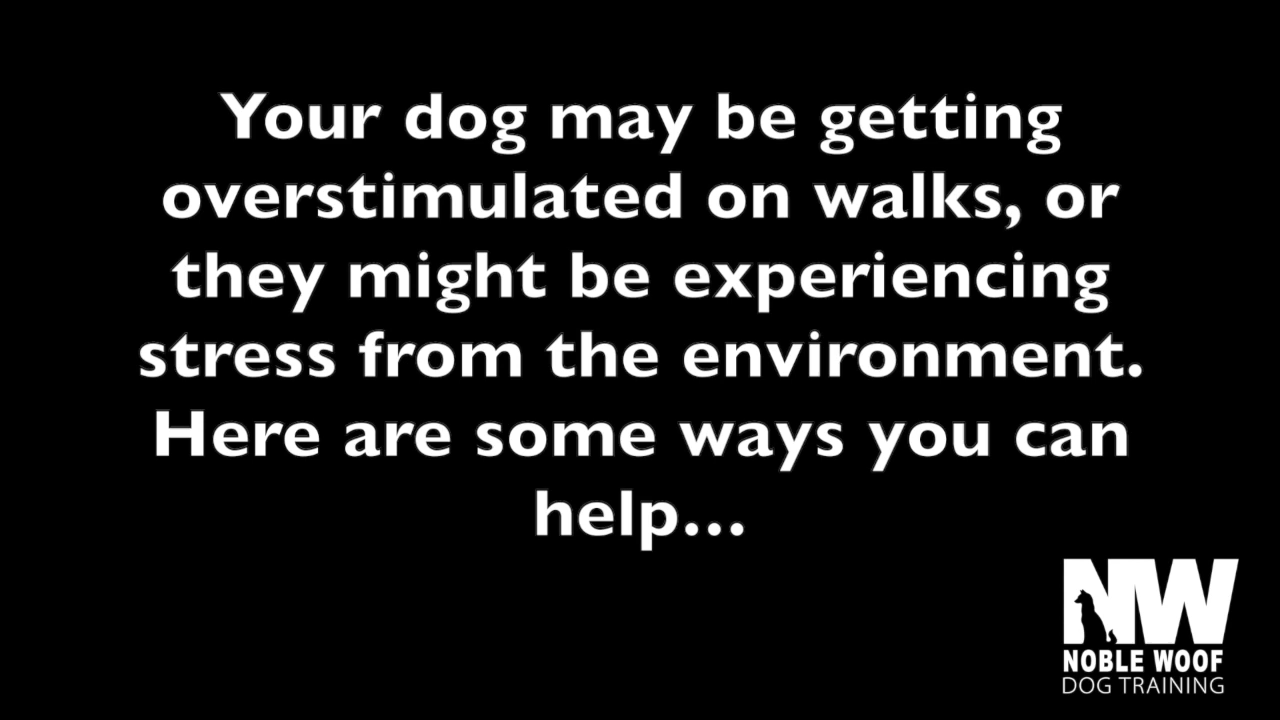 Your dog may be getting
overstimulated on walks, or
they might be experiencing
stress from the environment.
Here are some ways you can
help...
NW
NOBLE WOOF
DOG TRAINING